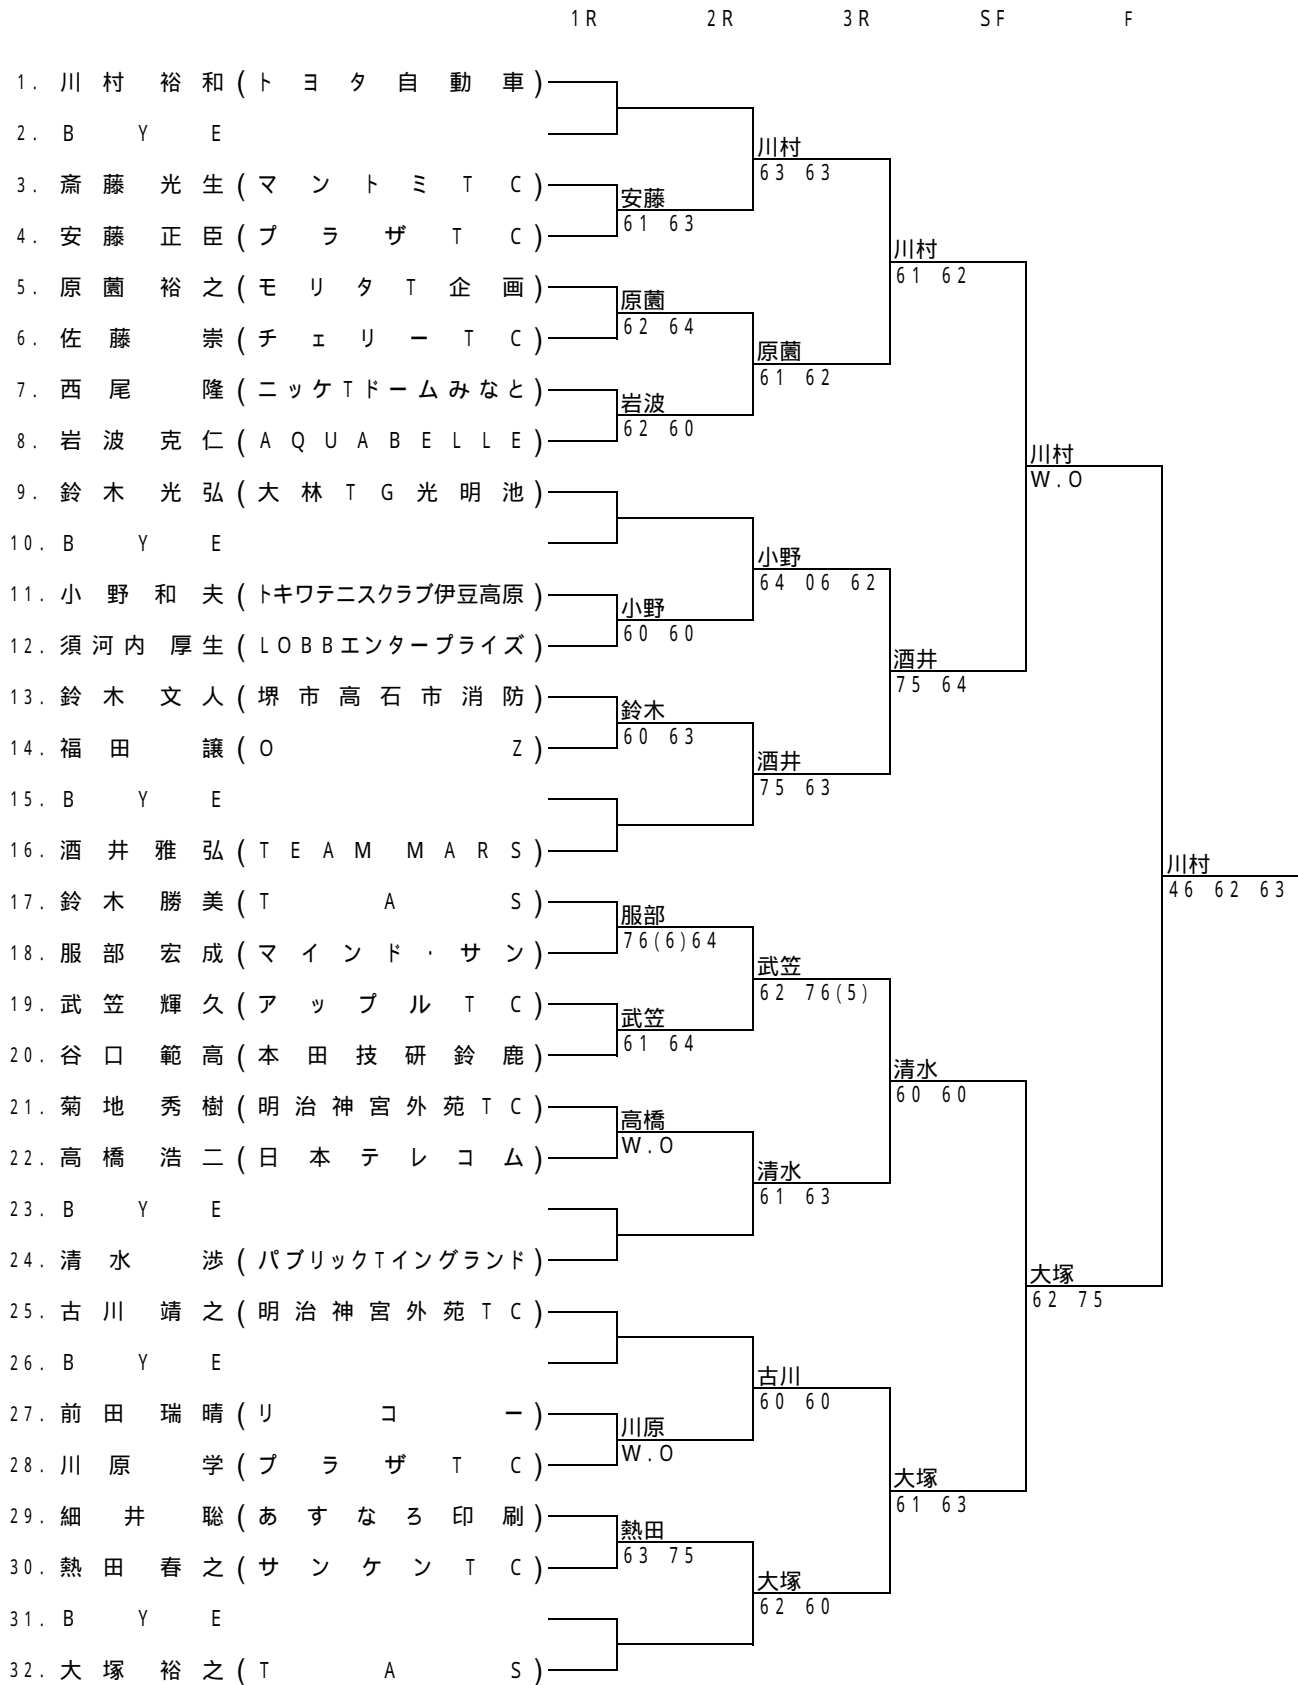 1R 2R 3R SF F
1. 川村 裕和 (トヨタ自動車)
2. BYE
川村
63 63
3. 斎藤 光生 (マントミTC)
安藤
61 63
4. 安藤 正臣 (プラザTC)
川村
61 62
5. 原薗 裕之 (モリタT企画)
原薗
62 64
6. 佐藤 崇 (チェリーTC)
原薗
61 62
7. 西尾 隆 (ニッケTドームみなと)
岩波
62 60
8. 岩波 克仁 (AQUABELLE)
川村
W.O
9. 鈴木 光弘 (大林TG光明池)
10. BYE
小野
64 06 62
11. 小野 和夫 (トキワテニスクラブ伊豆高原)
小野
60 60
12. 須河内 厚生 (LOBBエンタープライズ)
酒井
75 64
13. 鈴木 文人 (堺市高石市消防)
鈴木
60 63
14. 福田 譲 (OZ)
酒井
75 63
15. BYE
16. 酒井 雅弘 (TEAM MARS)
川村
46 62 63
17. 鈴木 勝美 (TAS)
服部
76(6)64
18. 服部 宏成 (マインド・サン)
武笠
62 76(5)
19. 武笠 輝久 (アップルTC)
武笠
61 64
20. 谷口 範高 (本田技研鈴鹿)
清水
60 60
21. 菊地 秀樹 (明治神宮外苑TC)
高橋
W.O
22. 高橋 浩二 (日本テレコム)
清水
61 63
23. BYE
24. 清水 渉 (パブリックTイングランド)
大塚
62 75
25. 古川 靖之 (明治神宮外苑TC)
26. BYE
古川
60 60
27. 前田 瑞晴 (リコー)
川原
W.O
28. 川原 学 (プラザTC)
大塚
61 63
29. 細井 聡 (あすなろ印刷)
熱田
63 75
30. 熱田 春之 (サンケンTC)
大塚
62 60
31. BYE
32. 大塚 裕之 (TAS)